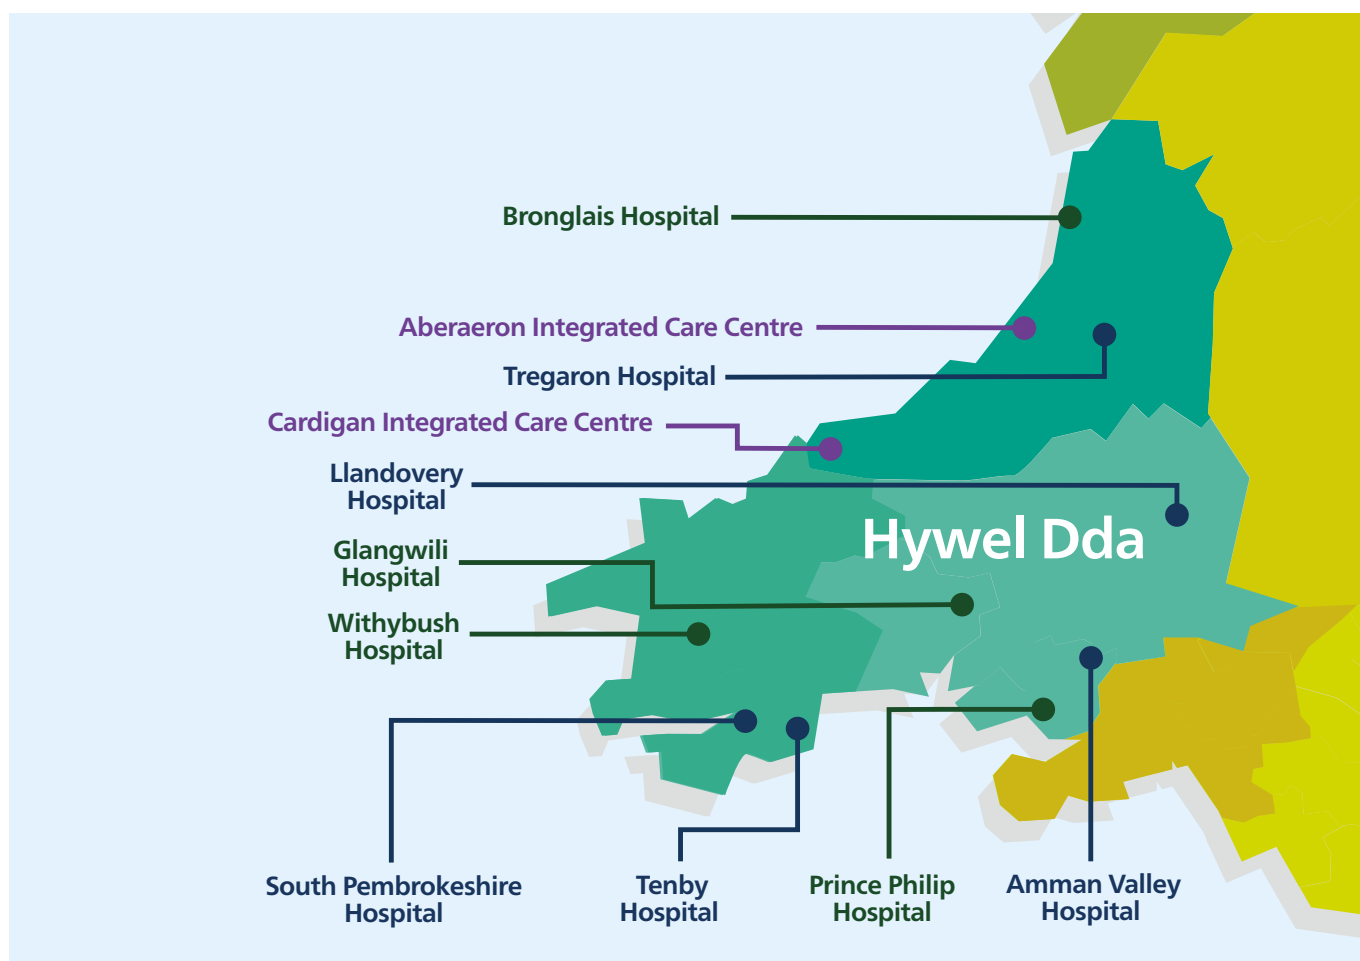 Bronglais Hospital
Aberaeron Integrated Care Centre
Tregaron Hospital
Cardigan Integrated Care Centre
Llandovery
Hospital
Hywel Dda
Glangwili
Hospital
Withybush
Hospital
South Pembrokeshire
Hospital
Tenby
Hospital
Prince Philip
Hospital
Amman Valley
Hospital